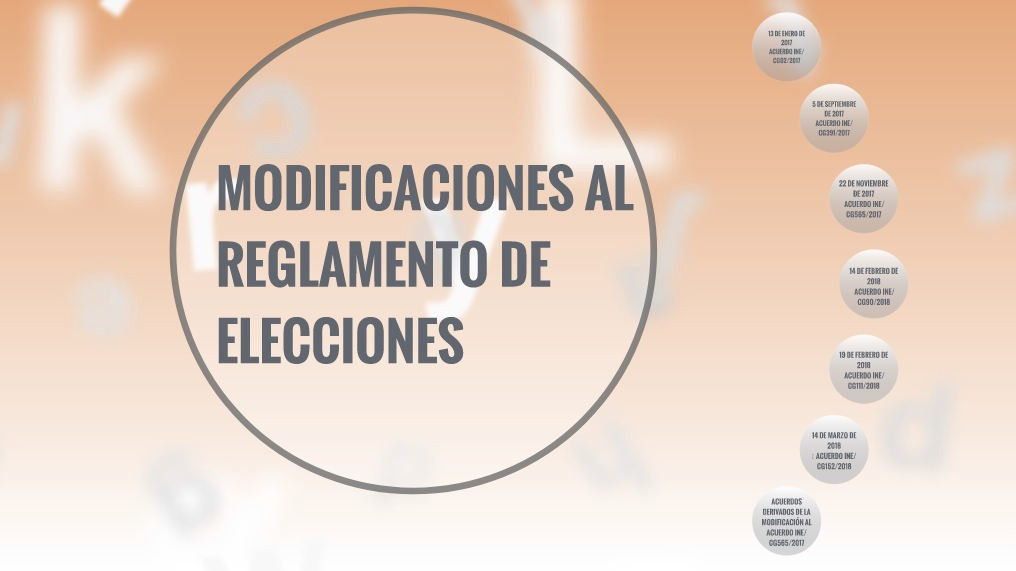 MODIFICACIONES AL
REGLAMENTO DE
ELECCIONES
13 DE ENERO DE
2017
ACUERDO INE/
CG02/2017
5 DE SEPTIEMBRE
DE 2017
ACUERDO INE/
CG391/2017
22 DE NOVIEMBRE
DE 2017
ACUERDO INE/
CG565/2017
14 DE FEBRERO DE
2018
ACUERDO INE/
CG90/2018
19 DE FEBRERO DE
2018
ACUERDO INE/
CG111/2018
14 DE MARZO DE
2018
: ACUERDO INE/
CG152/2018
ACUERDOS
DERIVADOS DE LA
MODIFICACIÓN AL
ACUERDO INE/
CG565/2017